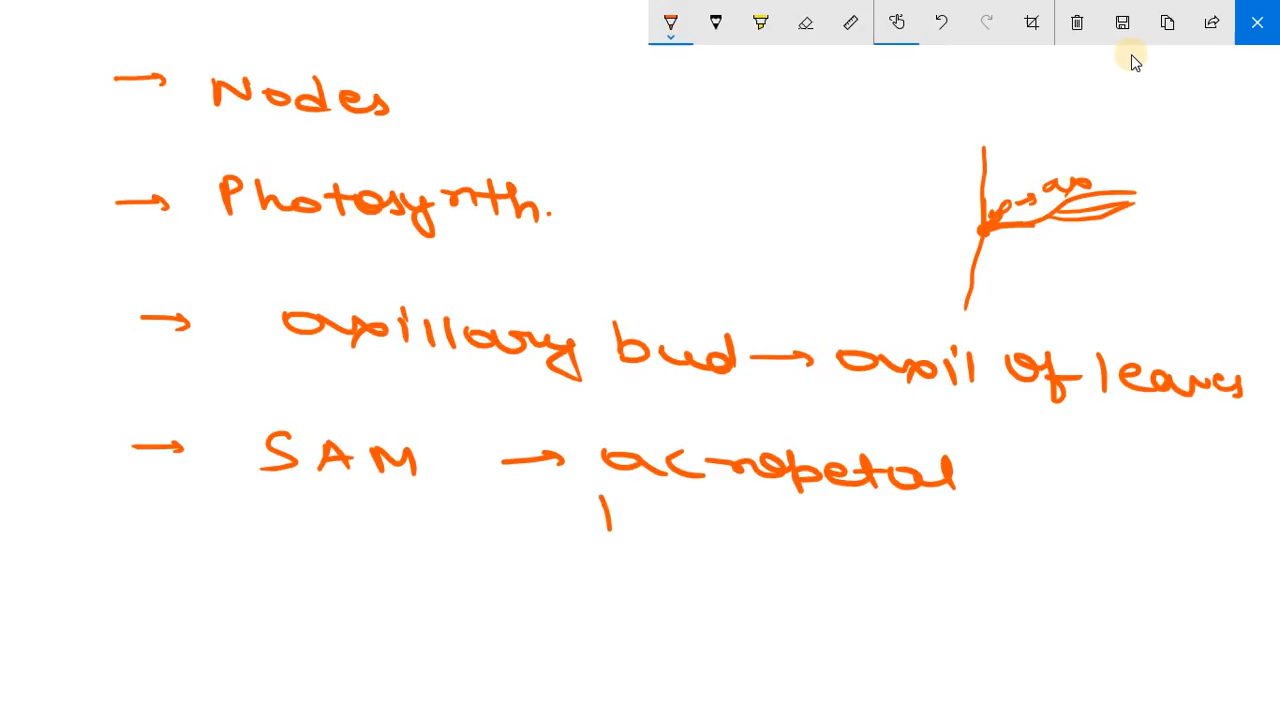 → Nodes
→ Photosynth.
→ axillary bud → axil of leaves
→ SAM → acropetal